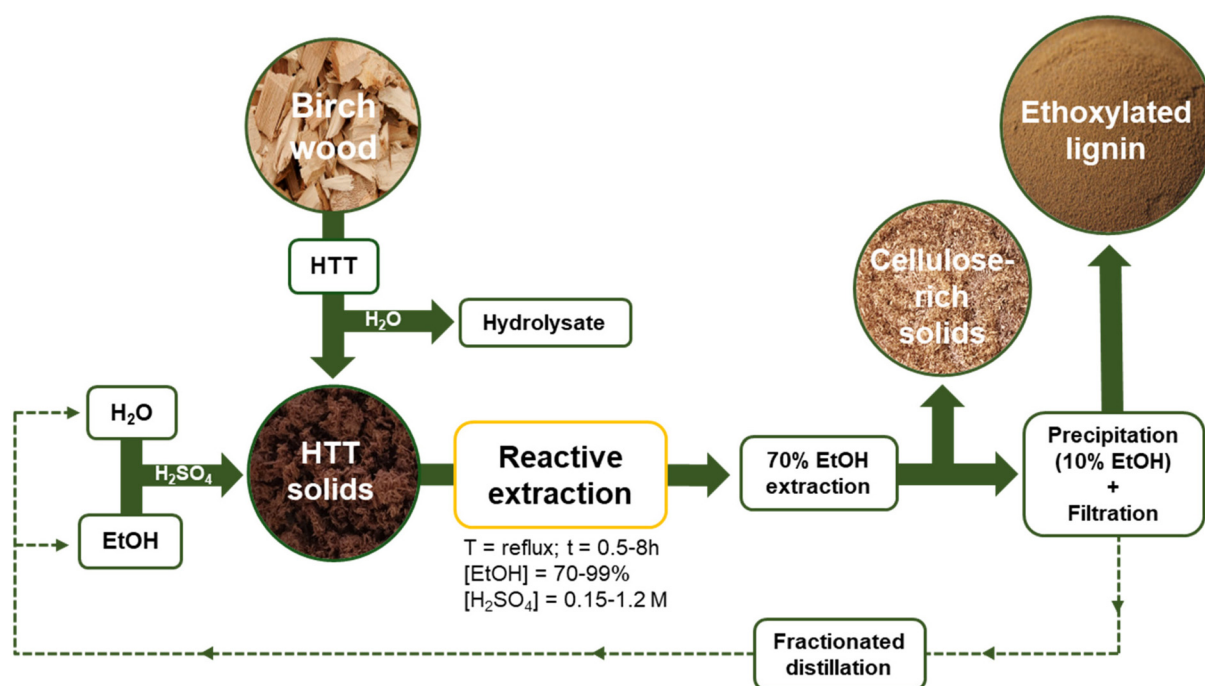 Birch
wood
Ethoxylated
lignin
HTT
Cellulose-
rich
solids
H₂O
Hydrolysate
H₂O
H₂SO₄
EtOH
HTT
solids
Reactive
extraction
70% EtOH
extraction
Precipitation
(10% EtOH)
+
Filtration
T = reflux; t = 0.5-8h
[EtOH] = 70-99%
[H₂SO₄] = 0.15-1.2 M
Fractionated
distillation